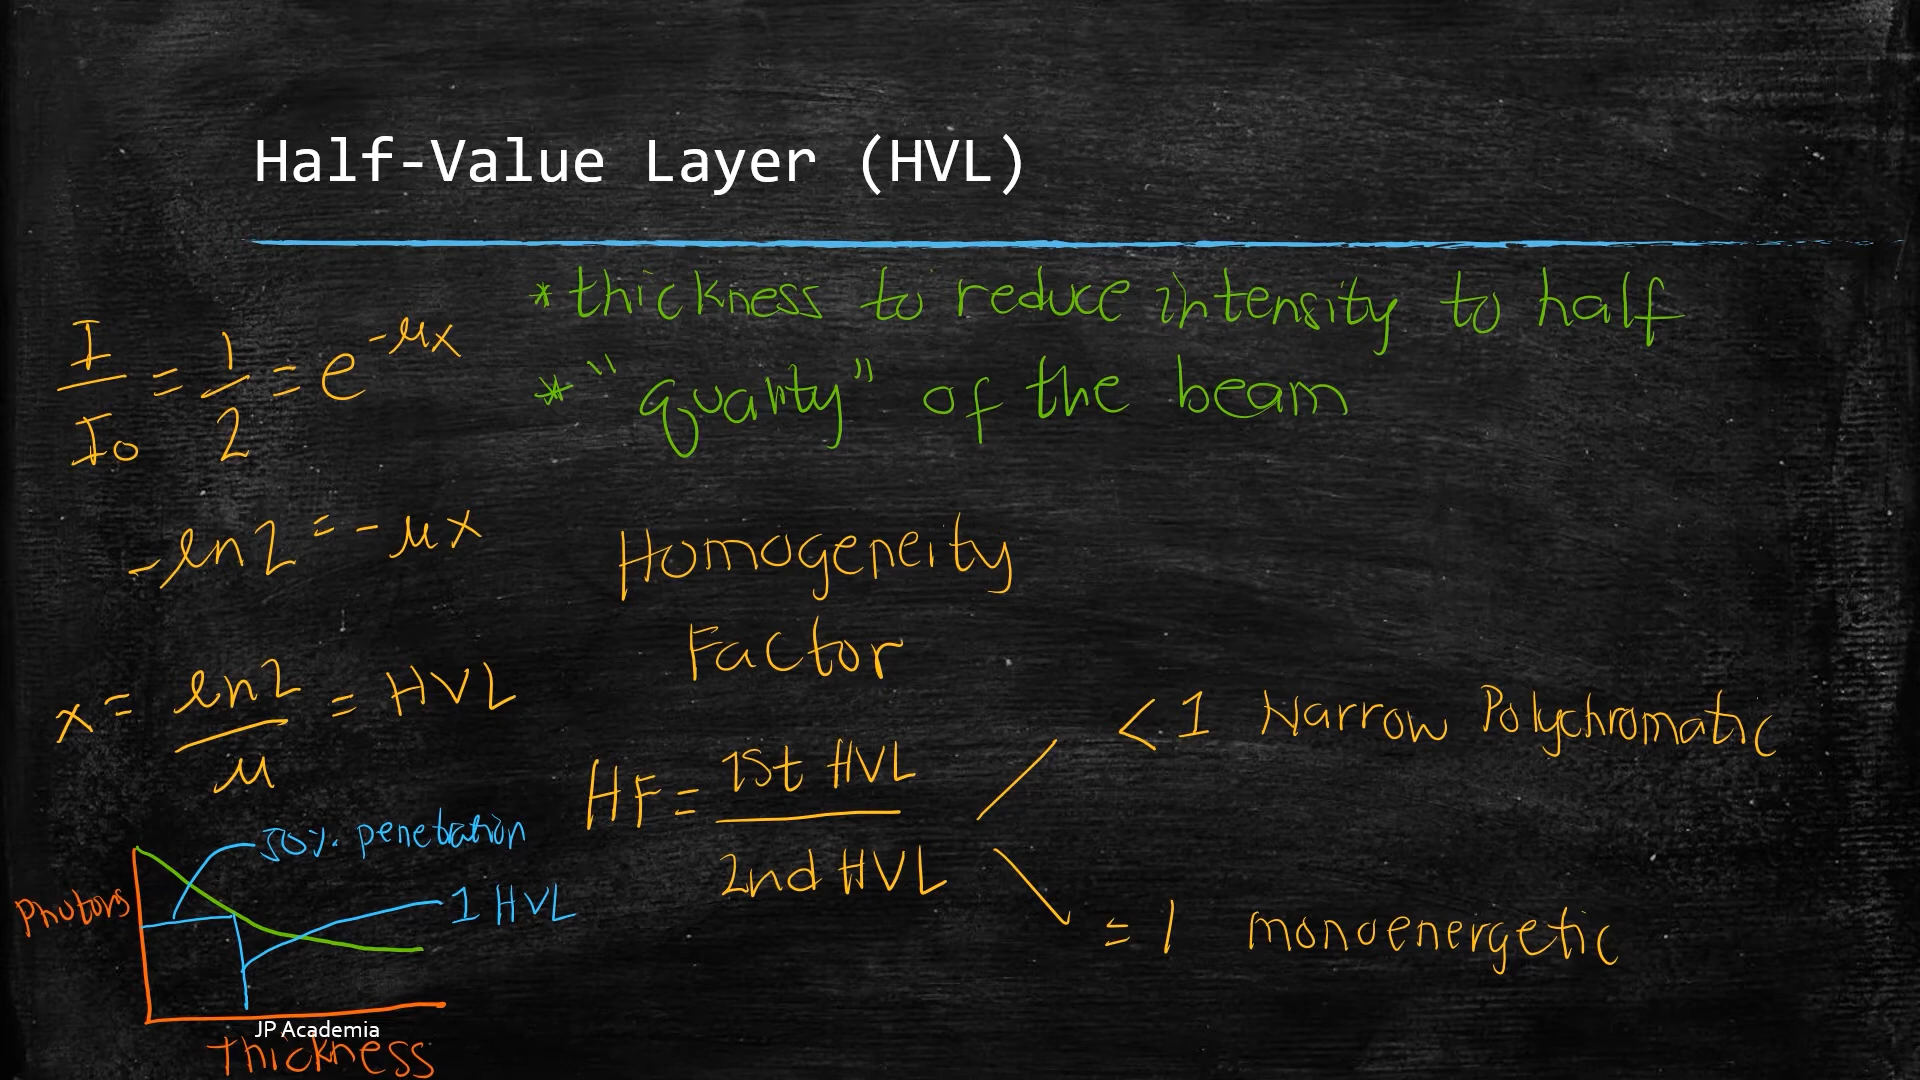 Half-Value Layer (HVL)
* thickness to reduce intensity to half
* "quality" of the beam
I/I₀ = 1/2 = e^-μx
-ln2 = -μx
x = ln2/μ = HVL
Homogeneity
Factor
HF = 1st HVL/2nd HVL
< 1 Narrow Polychromatic
= 1 monoenergetic
50% penetration
1 HVL
Photons
JP Academia
Thickness